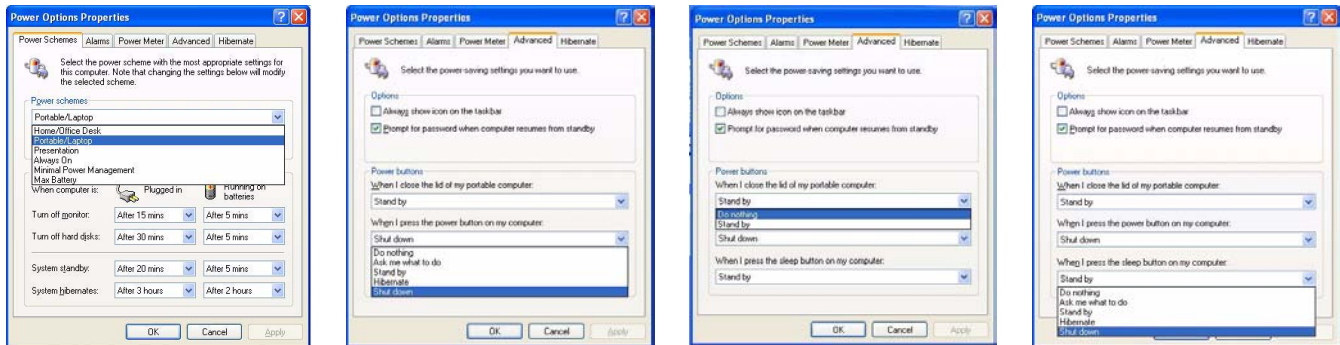 Power Options Properties
Power Schemes Alarms Power Meter Advanced Hibernate
Select the power scheme with the most appropriate settings for
this computer. Note that changing the settings below will modify
the selected scheme.
Power schemes
Portable/Laptop
Home/Office Desk
Portable/Laptop
Presentation
Always On
Minimal Power Management
Max Battery
When computer is: Plugged in Running on
batteries
Turn off monitor: After 15 mins After 5 mins
Turn off hard disks: After 30 mins After 5 mins
System standby: After 20 mins After 5 mins
System hibernates: After 3 hours After 2 hours
OK Cancel Apply
Power Options Properties
Power Schemes Alarms Power Meter Advanced Hibernate
Select the power-saving settings you want to use.
Options
Always show icon on the taskbar
Prompt for password when computer resumes from standby
Power buttons
When I close the lid of my portable computer:
Stand by
When I press the power button on my computer:
Shut down
Do nothing
Ask me what to do
Stand by
Hibernate
Shut down
OK Cancel Apply
Power Options Properties
Power Schemes Alarms Power Meter Advanced Hibernate
Select the power-saving settings you want to use.
Options
Always show icon on the taskbar
Prompt for password when computer resumes from standby
Power buttons
When I close the lid of my portable computer:
Stand by
Do nothing
Stand by
Shut down
When I press the sleep button on my computer:
Stand by
OK Cancel Apply
Power Options Properties
Power Schemes Alarms Power Meter Advanced Hibernate
Select the power-saving settings you want to use.
Options
Always show icon on the taskbar
Prompt for password when computer resumes from standby
Power buttons
When I close the lid of my portable computer:
Stand by
When I press the power button on my computer:
Shut down
When I press the sleep button on my computer:
Stand by
Do nothing
Ask me what to do
Stand by
Hibernate
Shut down